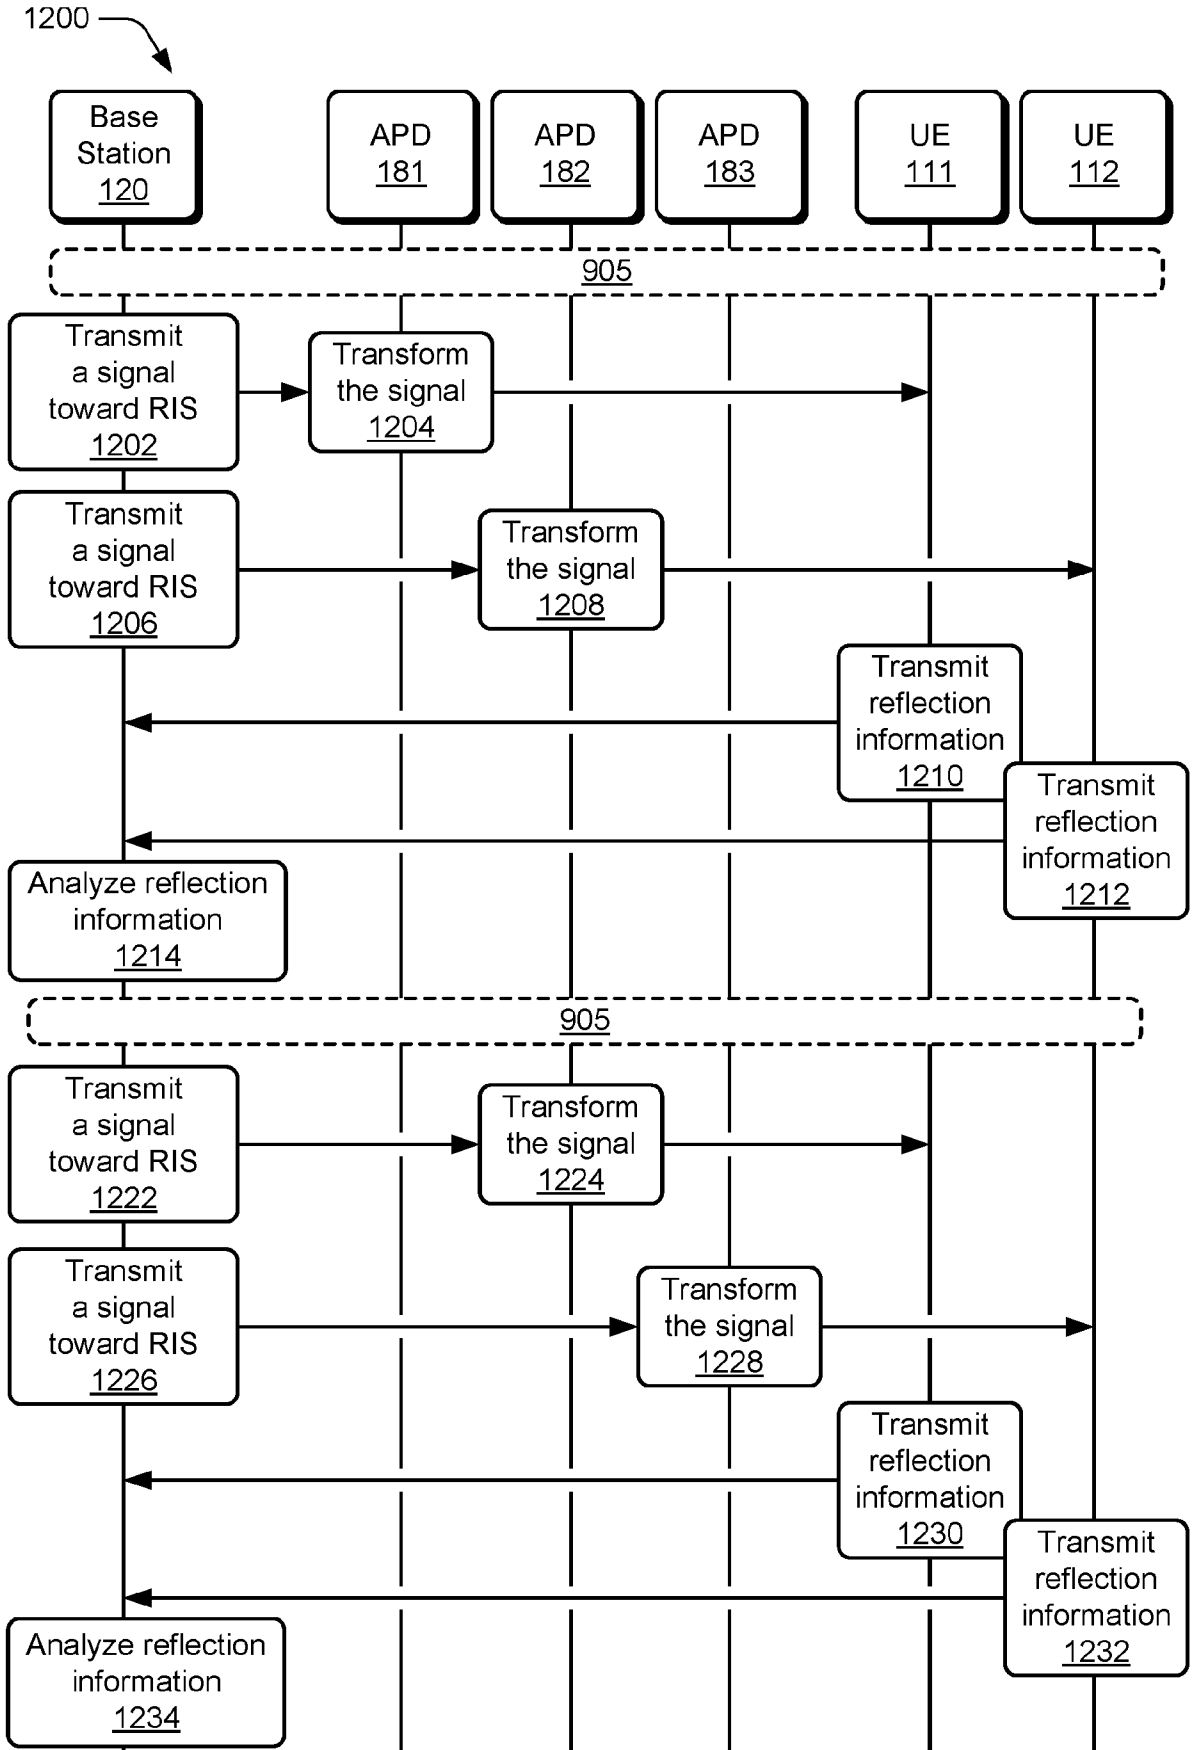 1200
Base
Station
120
APD
181
APD
182
APD
183
UE
111
UE
112
905
Transmit
a signal
toward RIS
1202
Transform
the signal
1204
Transmit
a signal
toward RIS
1206
Transform
the signal
1208
Transmit
reflection
information
1210
Transmit
reflection
information
1212
Analyze reflection
information
1214
905
Transmit
a signal
toward RIS
1222
Transform
the signal
1224
Transmit
a signal
toward RIS
1226
Transform
the signal
1228
Transmit
reflection
information
1230
Transmit
reflection
information
1232
Analyze reflection
information
1234